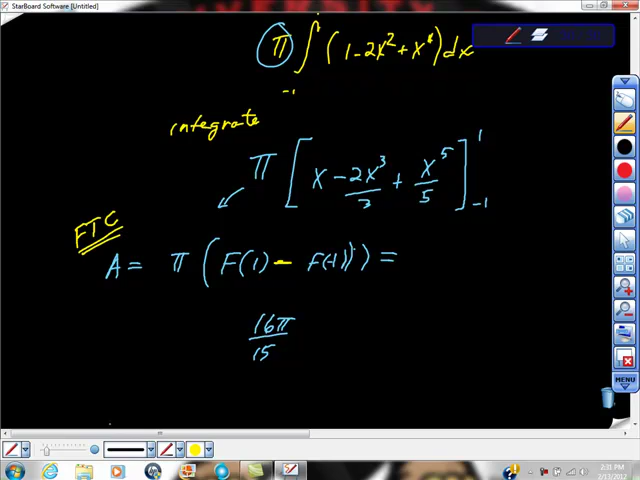 StarBoard Software [Untitled]
π ∫ (1 - 2x² + x⁴) dx
-1
integrate
π [ x - 2x³/3 + x⁵/5 ]
1
-1
FTC
A = π ( F(1) - F(-1) ) =
16π
15
MENU
2:31 PM
2/13/2012